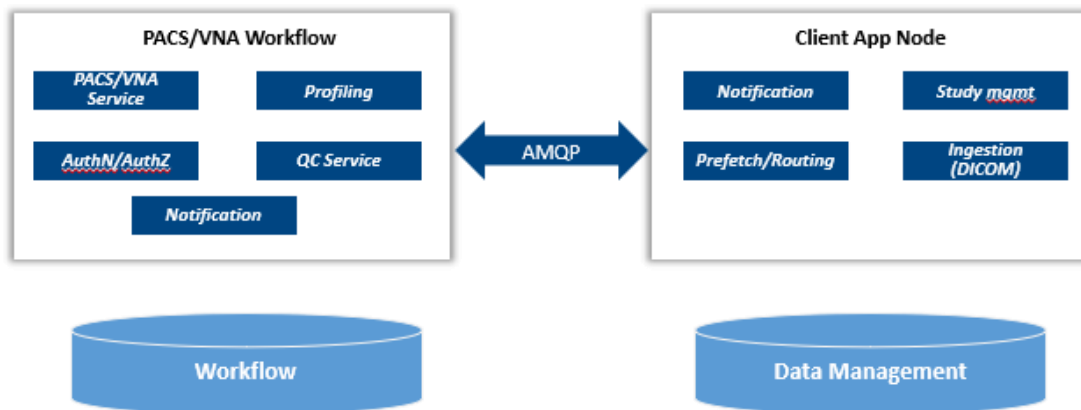 PACS/VNA Workflow
PACS/VNA
Service
Profiling
AuthN/AuthZ
QC Service
Notification
AMQP
Client App Node
Notification
Study mgmt
Prefetch/Routing
Ingestion
(DICOM)
Workflow
Data Management